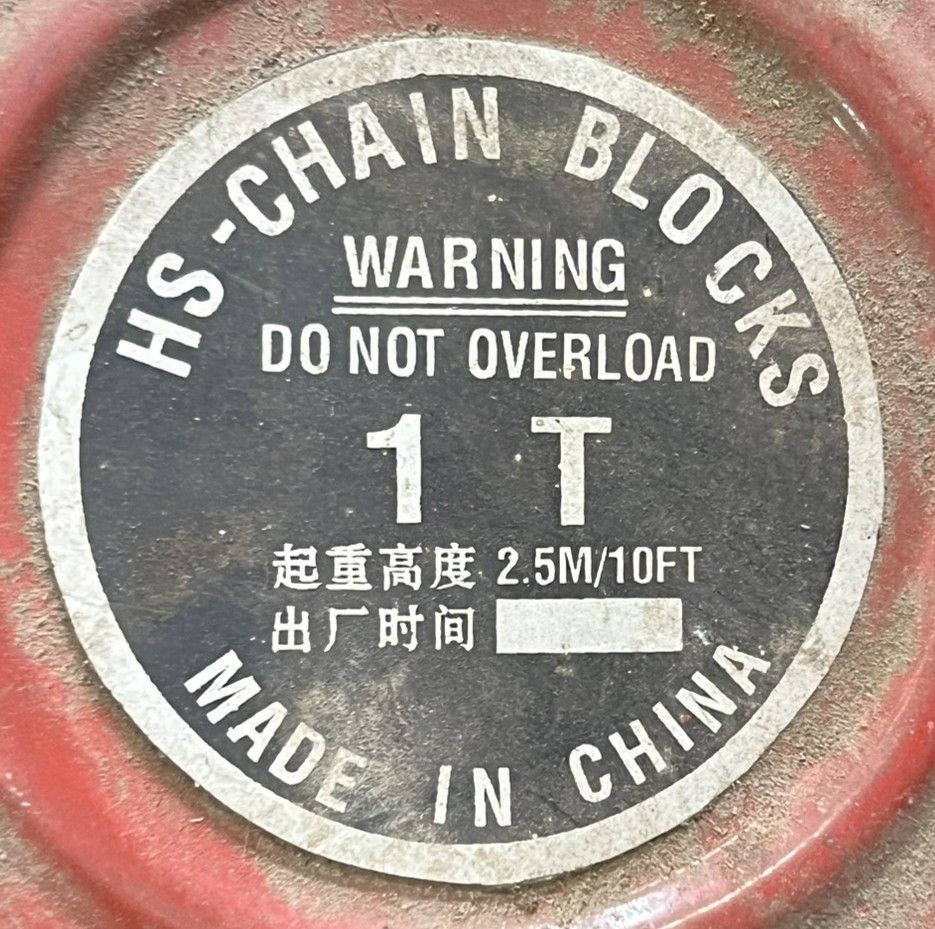 HS-CHAIN BLOCKS
WARNING
DO NOT OVERLOAD
1 T
起重高度 2.5M/10FT
出厂时间
MADE IN CHINA